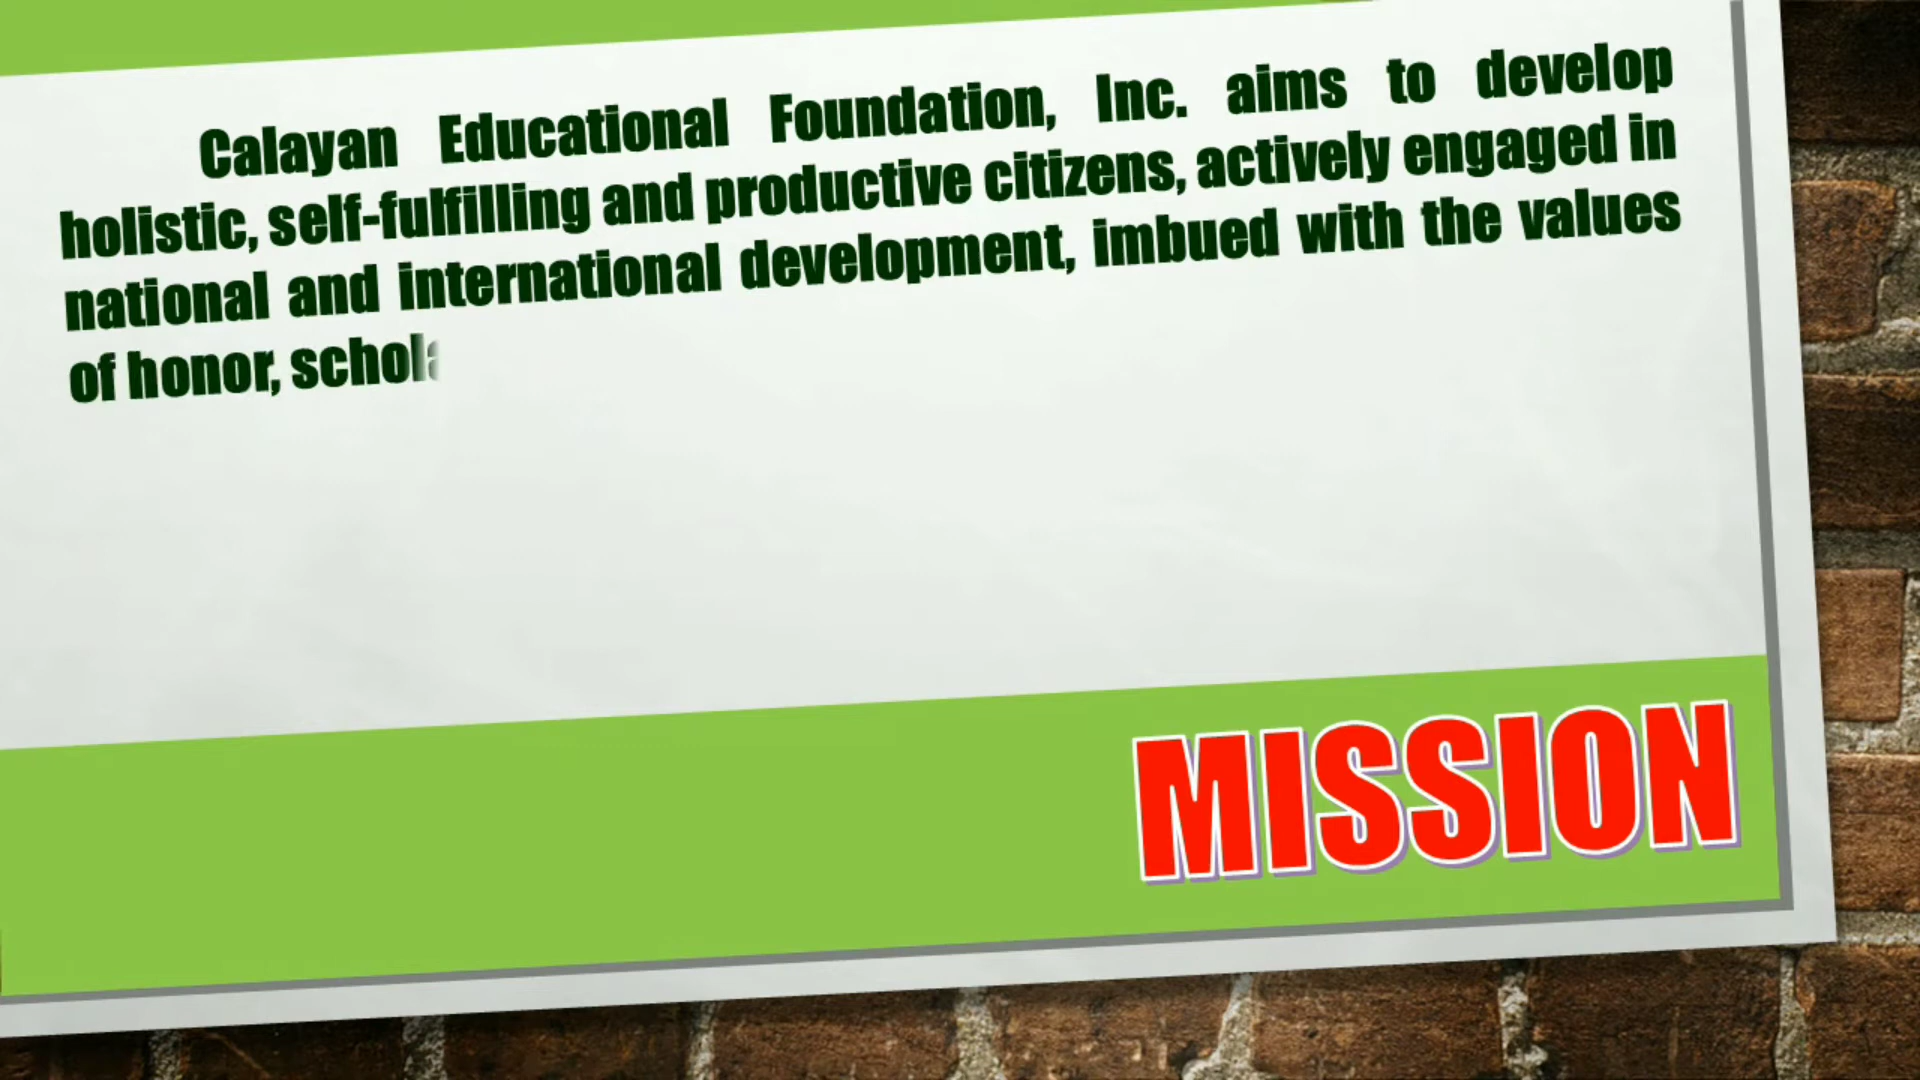 Calayan Educational Foundation, Inc. aims to develop
holistic, self-fulfilling and productive citizens, actively engaged in
national and international development, imbued with the values
of honor,
MISSION